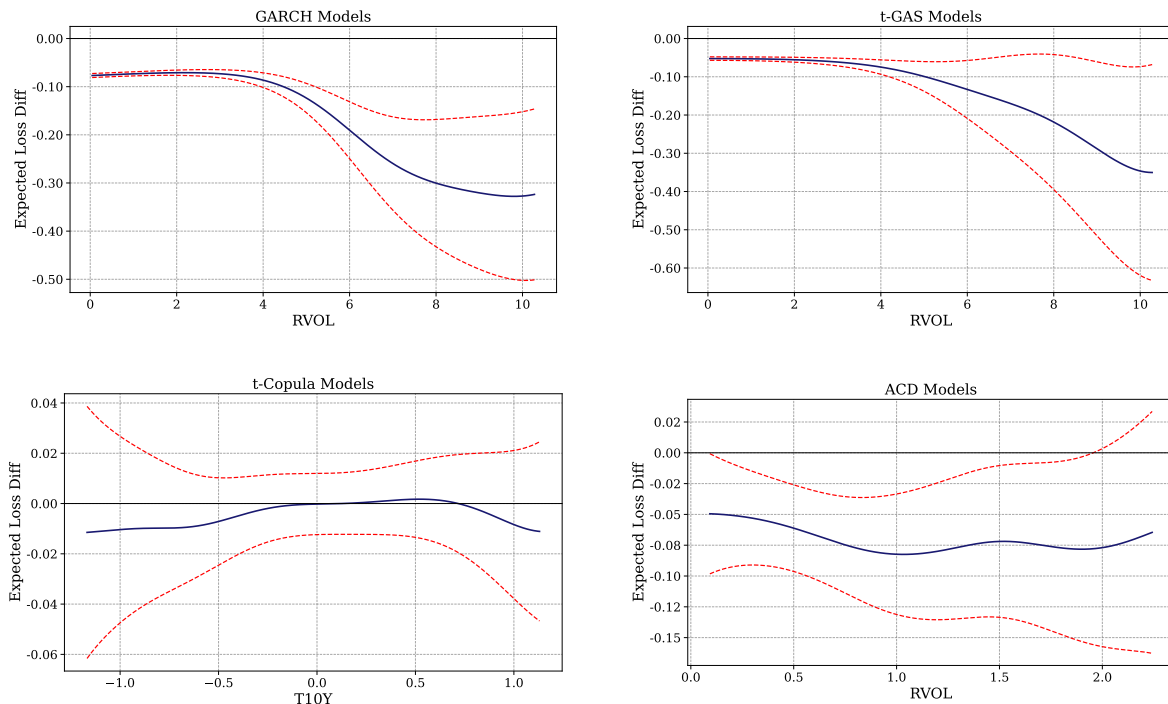 GARCH Models
0.00
-0.10
-0.20
-0.30
-0.40
-0.50
Expected Loss Diff
0 2 4 6 8 10
RVOL
t-GAS Models
0.00
-0.10
-0.20
-0.30
-0.40
-0.50
-0.60
Expected Loss Diff
0 2 4 6 8 10
RVOL
t-Copula Models
0.04
0.02
0.00
-0.02
-0.04
-0.06
Expected Loss Diff
−1.0 −0.5 0.0 0.5 1.0
T10Y
ACD Models
0.02
0.00
-0.03
-0.05
-0.08
-0.10
-0.12
-0.15
Expected Loss Diff
0.0 0.5 1.0 1.5 2.0
RVOL